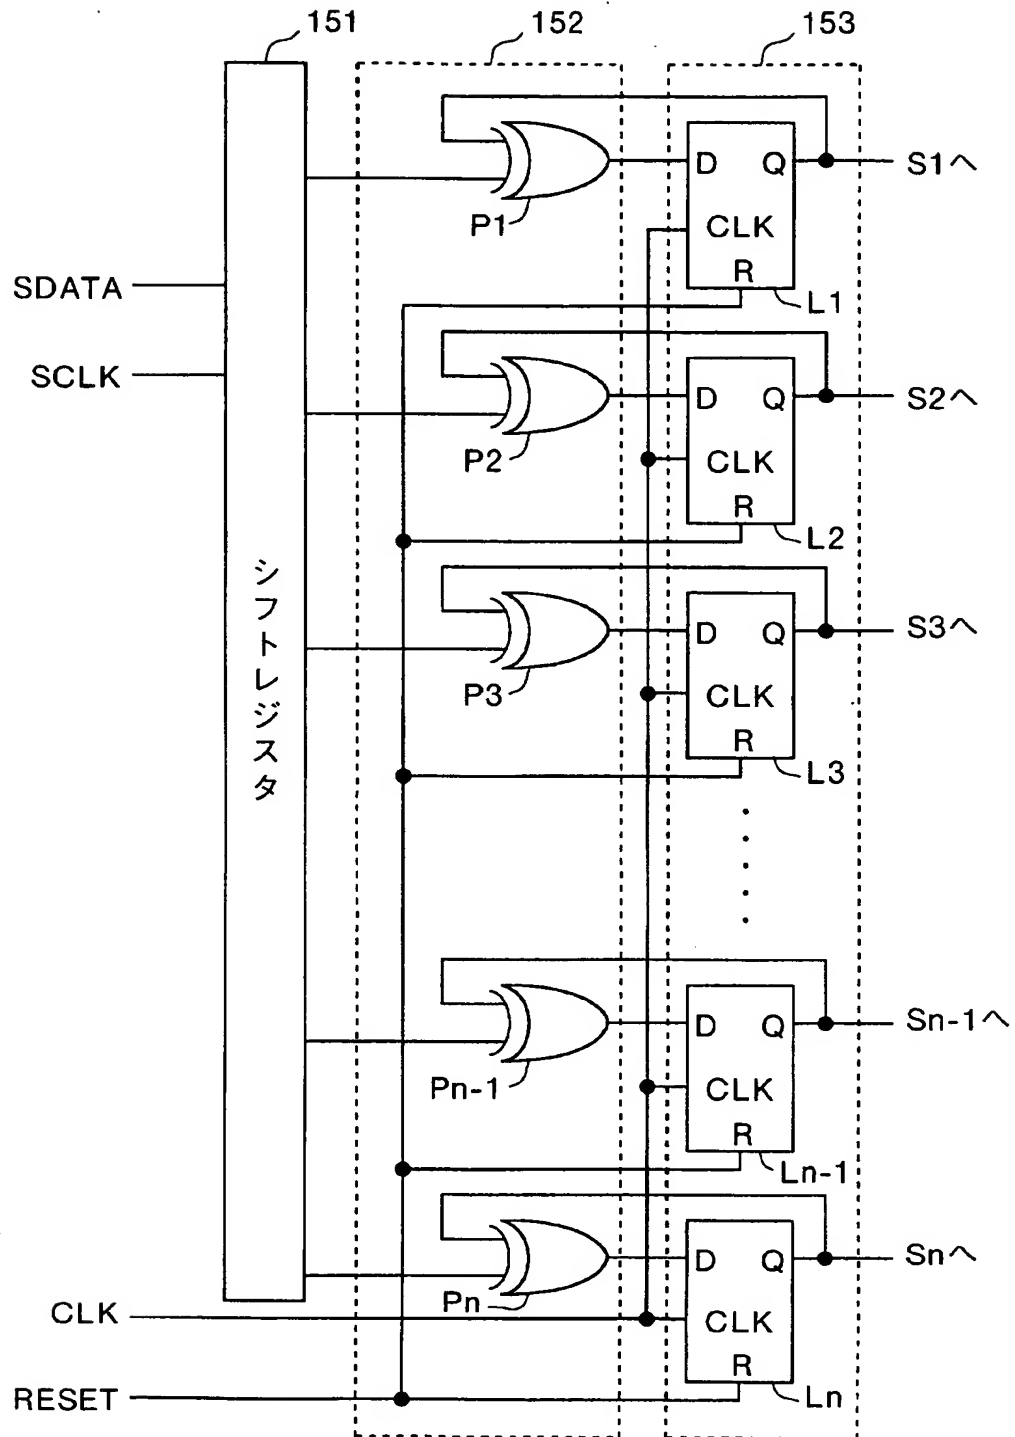 151
152
153
D Q
S1へ
P1
CLK
R
L1
SDATA
SCLK
D Q
S2へ
P2
CLK
R
L2
シフトレジスタ
D Q
S3へ
P3
CLK
R
L3
D Q
Sn-1へ
Pn-1
CLK
R
Ln-1
D Q
Snへ
Pn
CLK
CLK
R
Ln
RESET